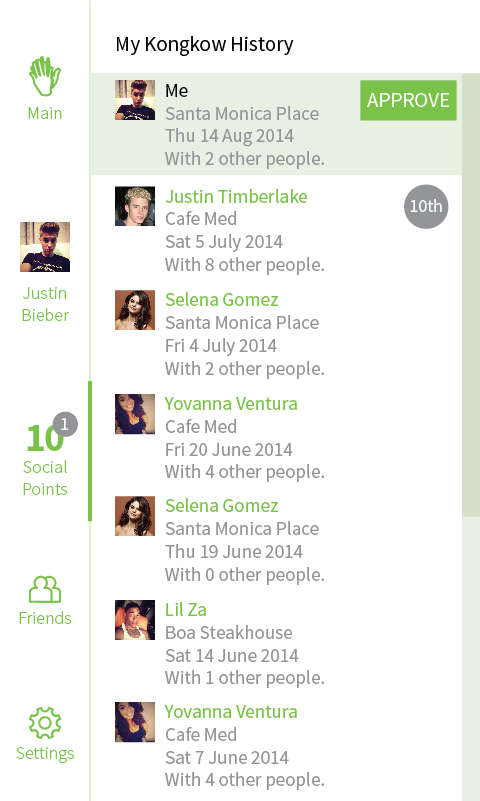 My Kongkow History
Main
Justin
Bieber
10
1
Social
Points
Friends
Settings
Me
Santa Monica Place
Thu 14 Aug 2014
With 2 other people.
APPROVE
Justin Timberlake
Cafe Med
Sat 5 July 2014
With 8 other people.
10th
Selena Gomez
Santa Monica Place
Fri 4 July 2014
With 2 other people.
Yovanna Ventura
Cafe Med
Fri 20 June 2014
With 4 other people.
Selena Gomez
Santa Monica Place
Thu 19 June 2014
With 0 other people.
Lil Za
Boa Steakhouse
Sat 14 June 2014
With 1 other people.
Yovanna Ventura
Cafe Med
Sat 7 June 2014
With 4 other people.